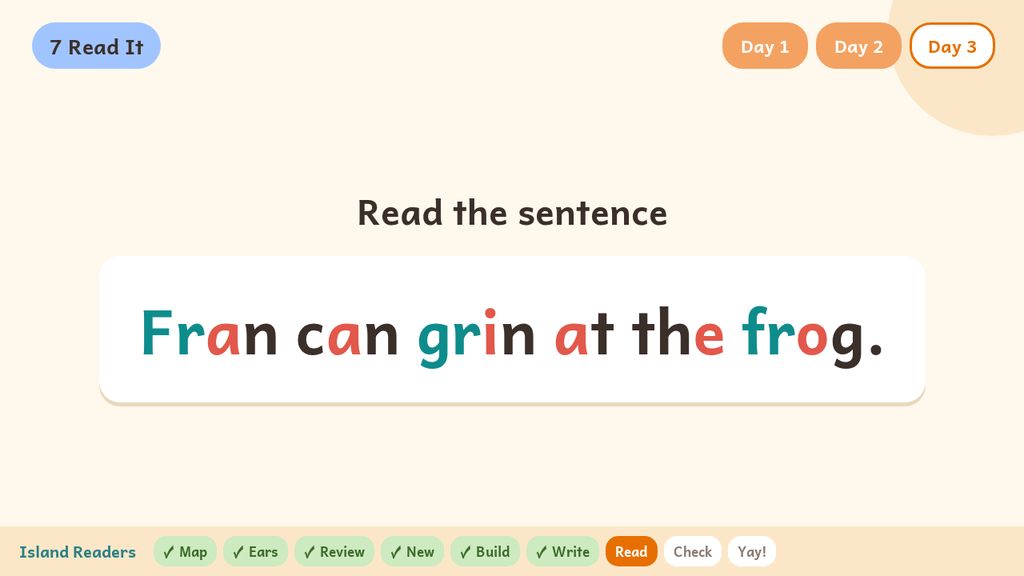 7 Read It
Day 1 Day 2 Day 3
Read the sentence
Fran can grin at the frog.
Island Readers ✓ Map ✓ Ears ✓ Review ✓ New ✓ Build ✓ Write Read Check Yay!